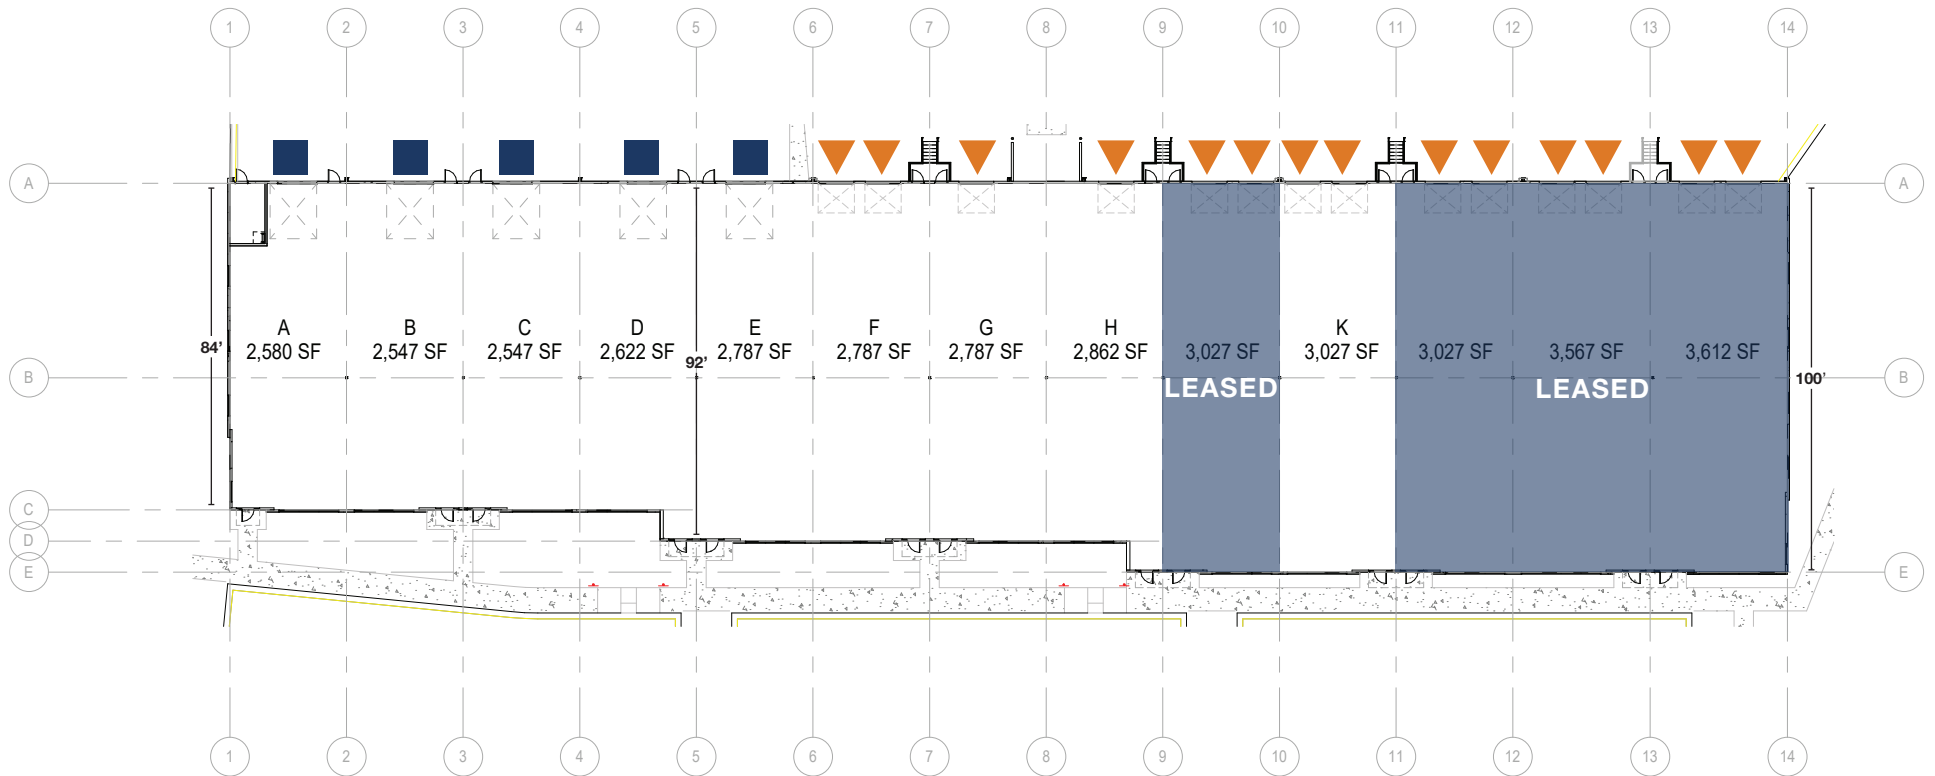 1 2 3 4 5 6 7 8 9 10 11 12 13 14
A A
A B C D E F G H K
2,580 SF 2,547 SF 2,547 SF 2,622 SF 2,787 SF 2,787 SF 2,787 SF 2,862 SF 3,027 SF 3,027 SF 3,027 SF 3,567 SF 3,612 SF
84’ 92’ 100’
B B
LEASED LEASED
C
D
E E
1 2 3 4 5 6 7 8 9 10 11 12 13 14